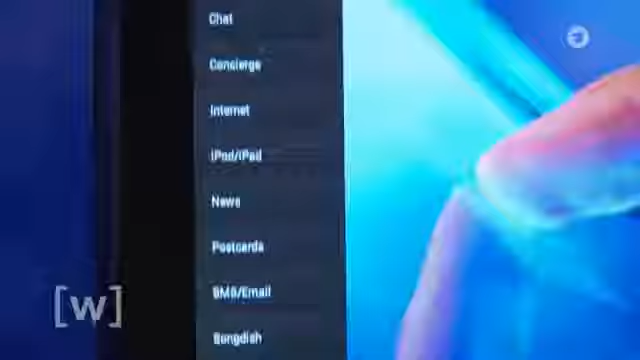 Chat
Concierge
Internet
iPod/iPad
News
Postcards
SMS/Email
[w]